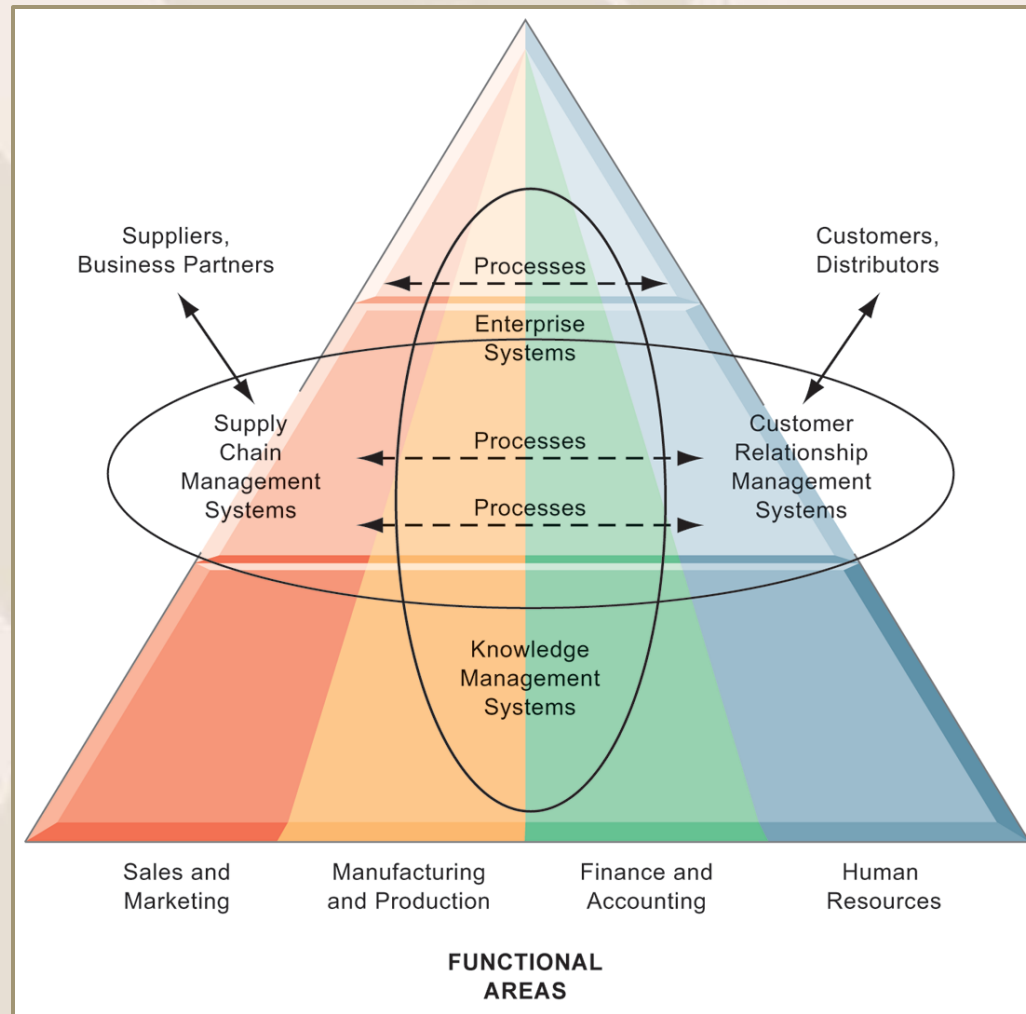 Suppliers,
Business Partners
Customers,
Distributors
Processes
Enterprise
Systems
Supply
Chain
Management
Systems
Processes
Processes
Customer
Relationship
Management
Systems
Knowledge
Management
Systems
Sales and
Marketing
Manufacturing
and Production
Finance and
Accounting
Human
Resources
FUNCTIONAL
AREAS